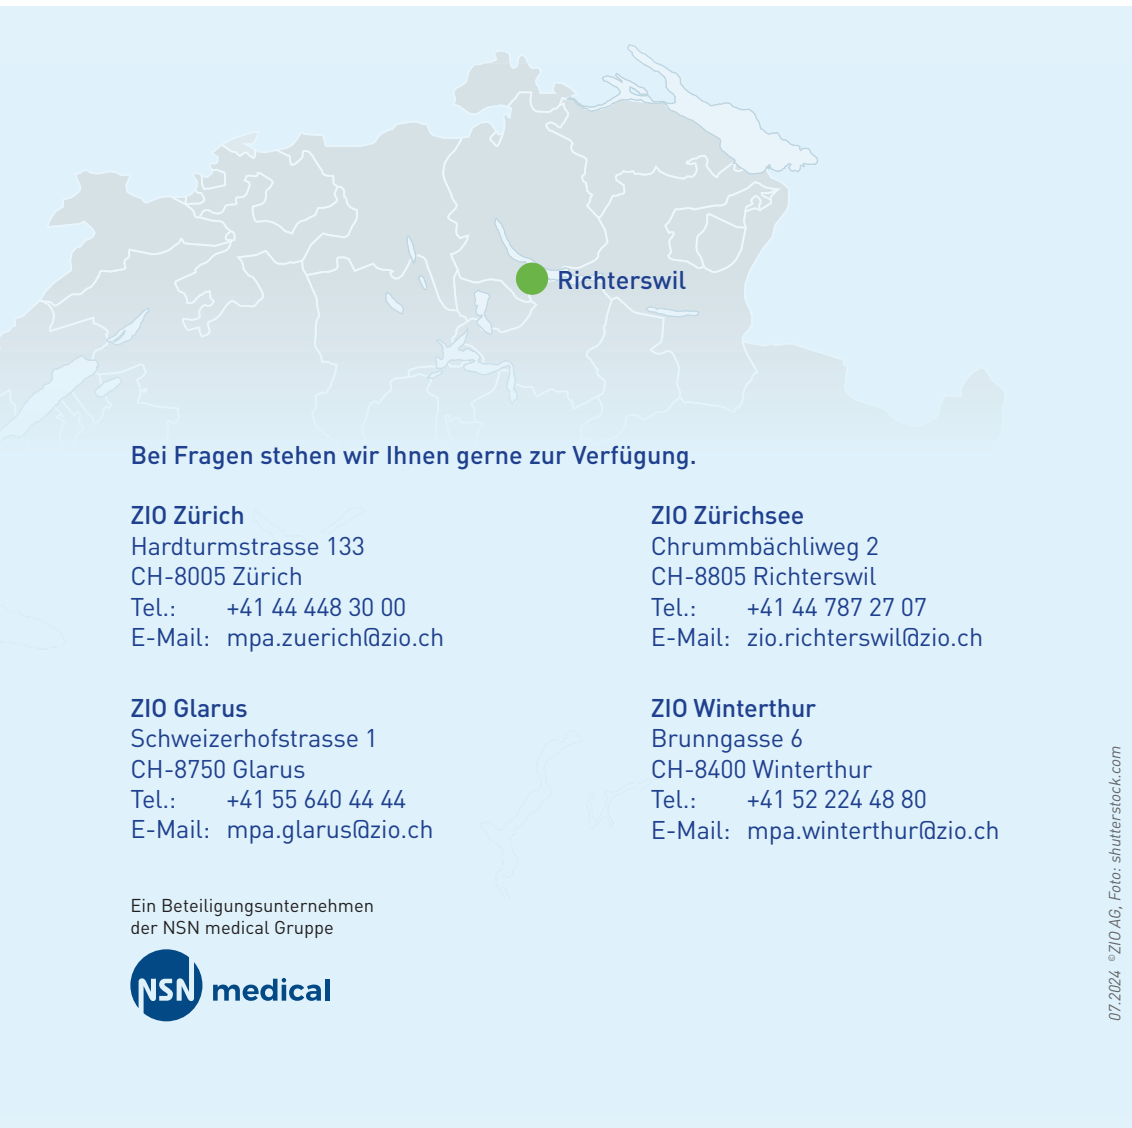 Richterswil
Bei Fragen stehen wir Ihnen gerne zur Verfügung.
ZIO Zürich
Hardturmstrasse 133
CH-8005 Zürich
Tel.: +41 44 448 30 00
E-Mail: mpa.zuerich@zio.ch
ZIO Zürichsee
Chrummbächliweg 2
CH-8805 Richterswil
Tel.: +41 44 787 27 07
E-Mail: zio.richterswil@zio.ch
ZIO Glarus
Schweizerhofstrasse 1
CH-8750 Glarus
Tel.: +41 55 640 44 44
E-Mail: mpa.glarus@zio.ch
ZIO Winterthur
Brunngasse 6
CH-8400 Winterthur
Tel.: +41 52 224 48 80
E-Mail: mpa.winterthur@zio.ch
Ein Beteiligungsunternehmen
der NSN medical Gruppe
NSN medical
07.2024 ©ZIO AG, Foto: shutterstock.com